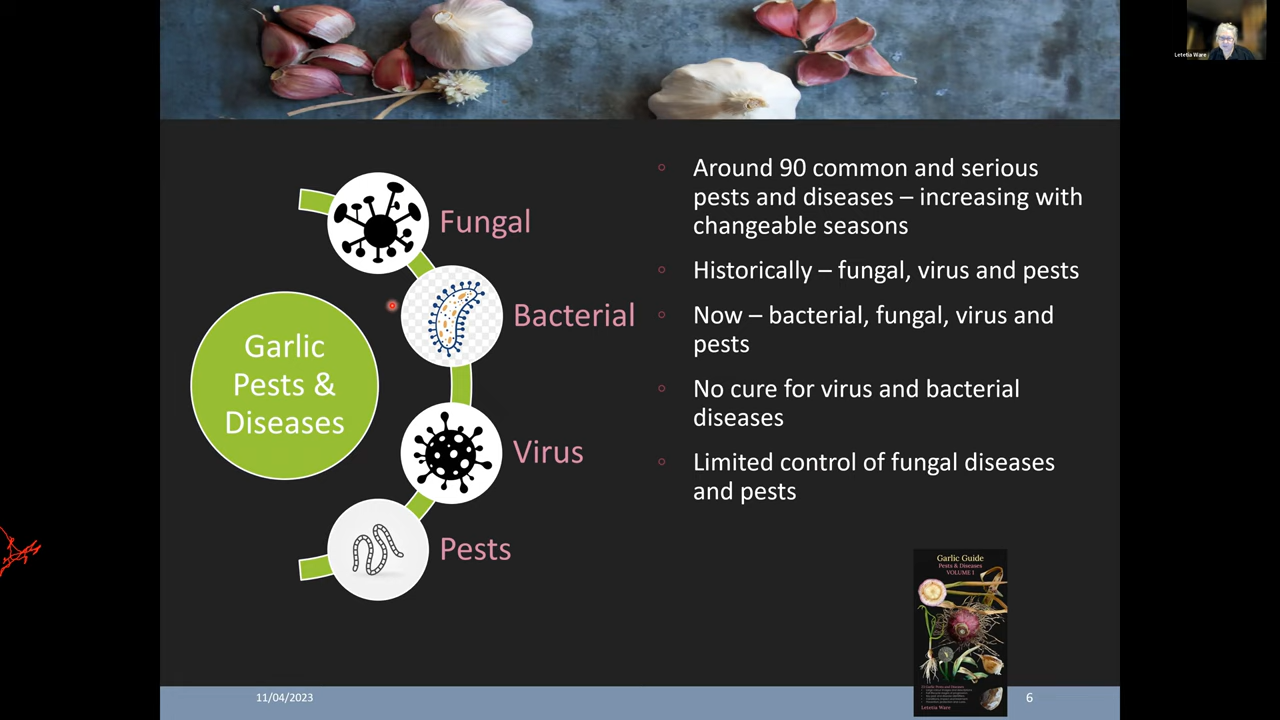 Letetia Ware
Fungal
Bacterial
Garlic
Pests &
Diseases
Virus
Pests
◦ Around 90 common and serious
pests and diseases – increasing with
changeable seasons
◦ Historically – fungal, virus and pests
◦ Now – bacterial, fungal, virus and
pests
◦ No cure for virus and bacterial
diseases
◦ Limited control of fungal diseases
and pests
Garlic Guide
Pests & Diseases
VOLUME 1
Letetia Ware
11/04/2023
6